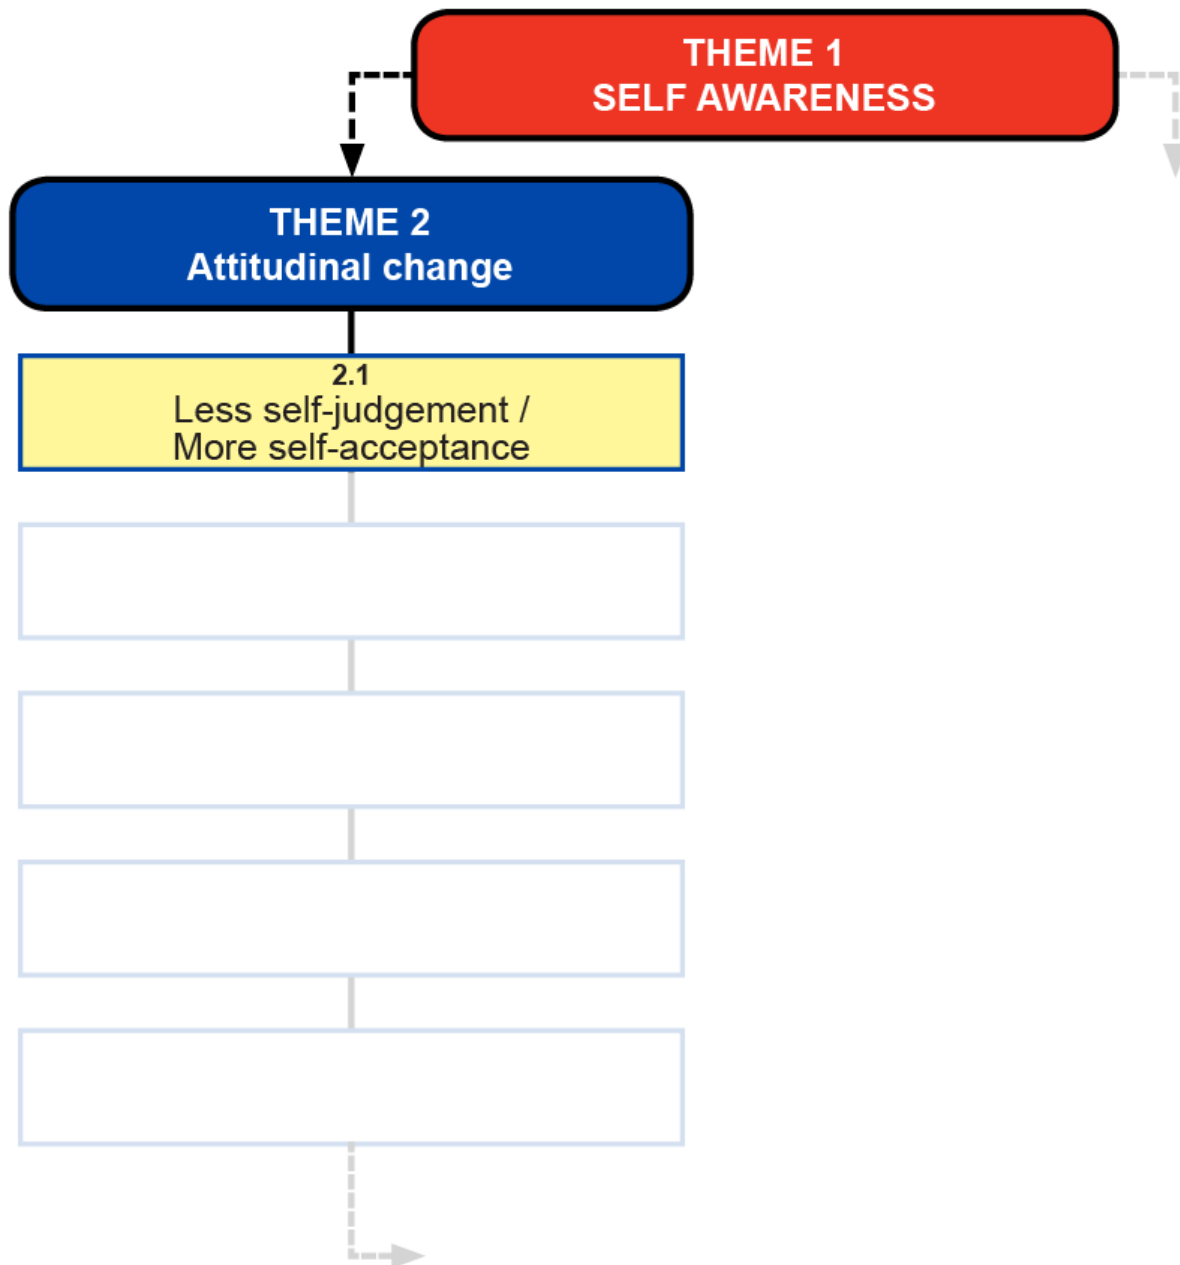 THEME 1
SELF AWARENESS
THEME 2
Attitudinal change
2.1
Less self-judgement /
More self-acceptance